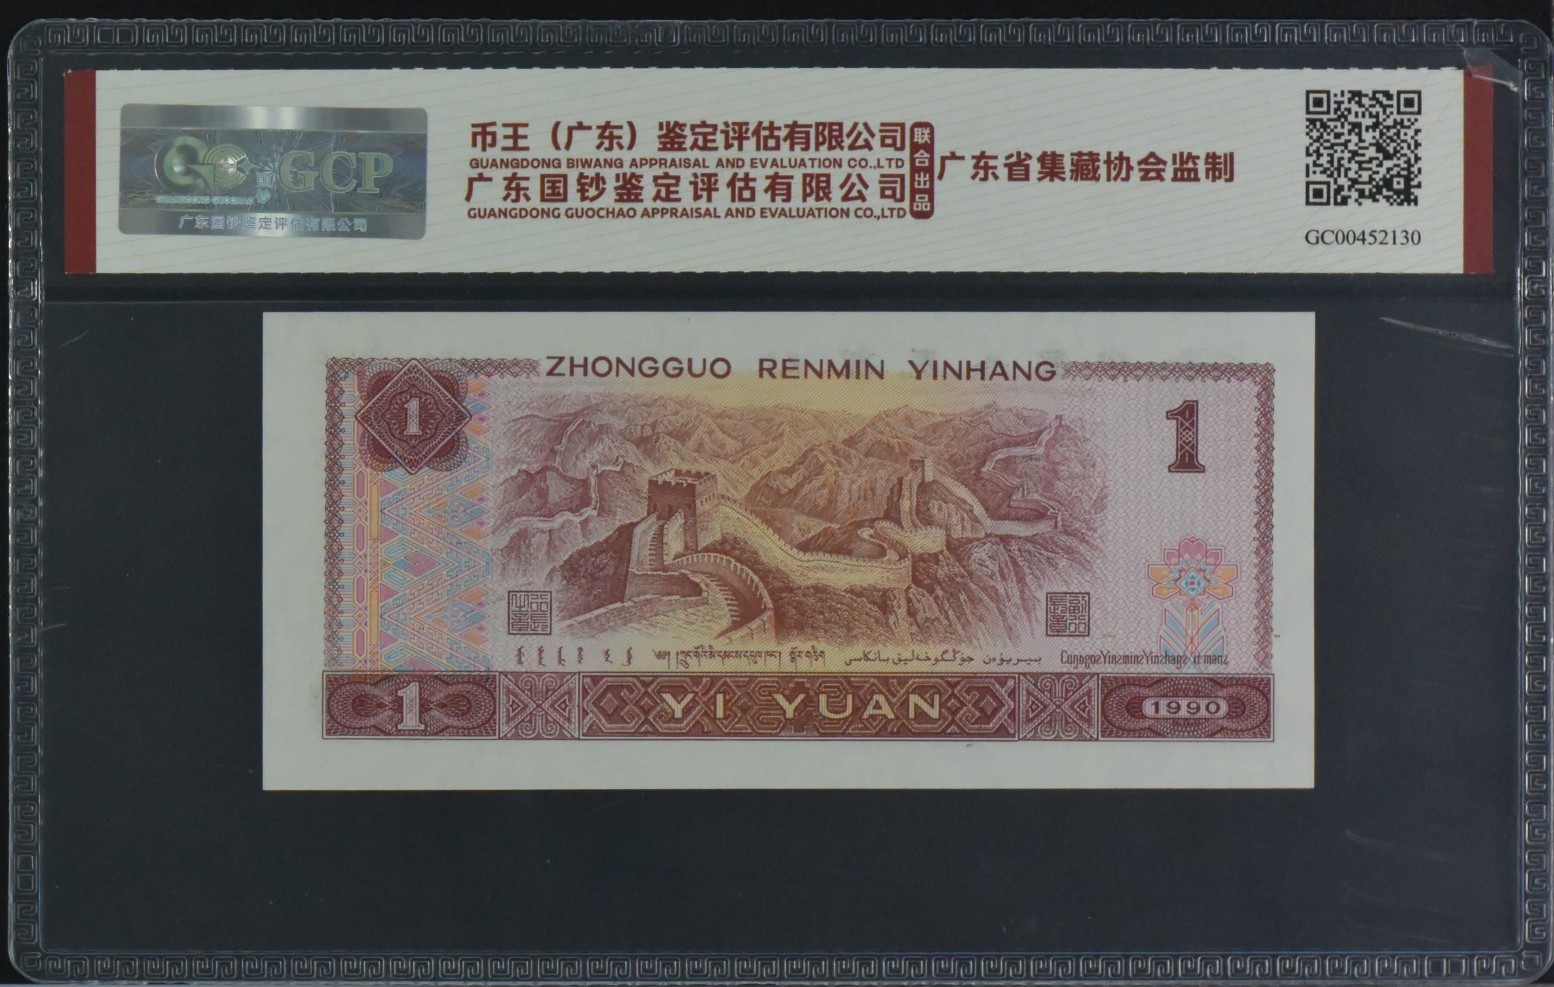 GCP
广东国钞鉴定评估有限公司
币王（广东）鉴定评估有限公司
GUANGDONG BIWANG APPRAISAL AND EVALUATION CO.,LTD
广东国钞鉴定评估有限公司
GUANGDONG GUOCHAO APPRAISAL AND EVALUATION CO.,LTD
联合出品
广东省集藏协会监制
GC00452130
ZHONGGUO RENMIN YINHANG
1
1
1
YI YUAN
1990